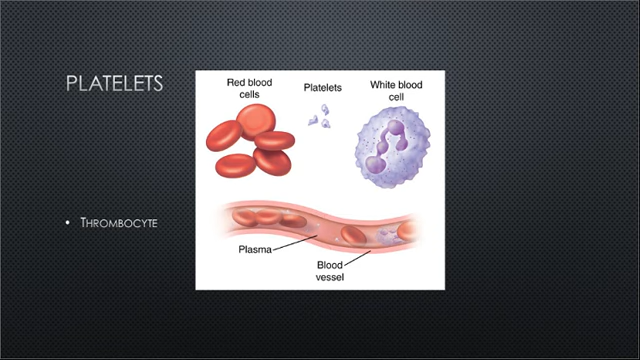 PLATELETS
Red blood
cells
Platelets
White blood
cell
• THROMBOCYTE
Plasma
Blood
vessel